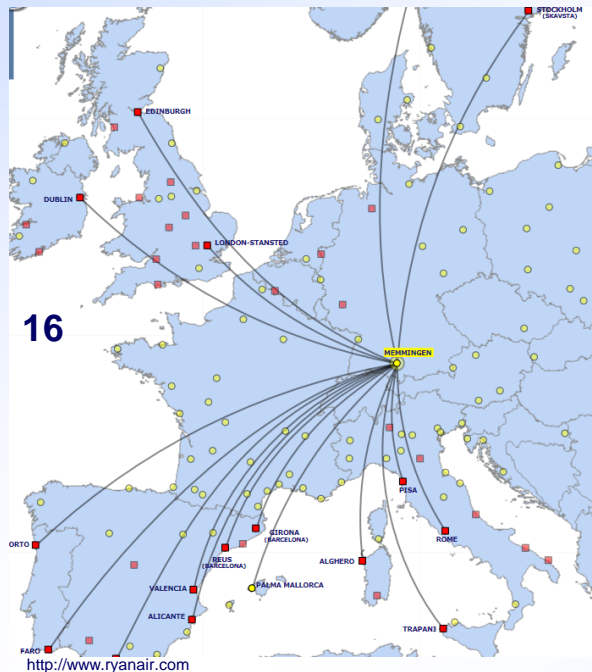 STOCKHOLM
(SKAVSTA)
EDINBURGH
DUBLIN
LONDON-STANSTED
16
MEMMINGEN
PISA
GIRONA
(BARCELONA)
ROME
ORTO
REUS
(BARCELONA)
ALGHERO
PALMA MALLORCA
VALENCIA
ALICANTE
TRAPANI
FARO
http://www.ryanair.com